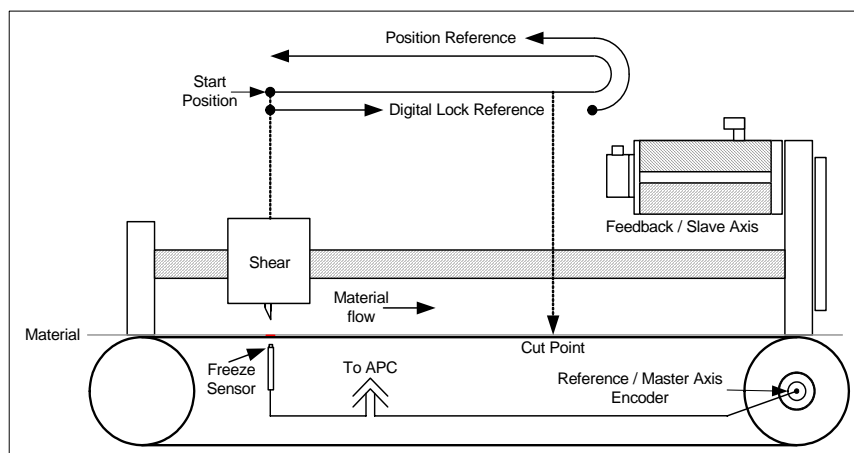 Position Reference
Start
Position
Digital Lock Reference
Feedback / Slave Axis
Shear
Material
flow
Material
Cut Point
Freeze
Sensor
To APC
Reference / Master Axis
Encoder